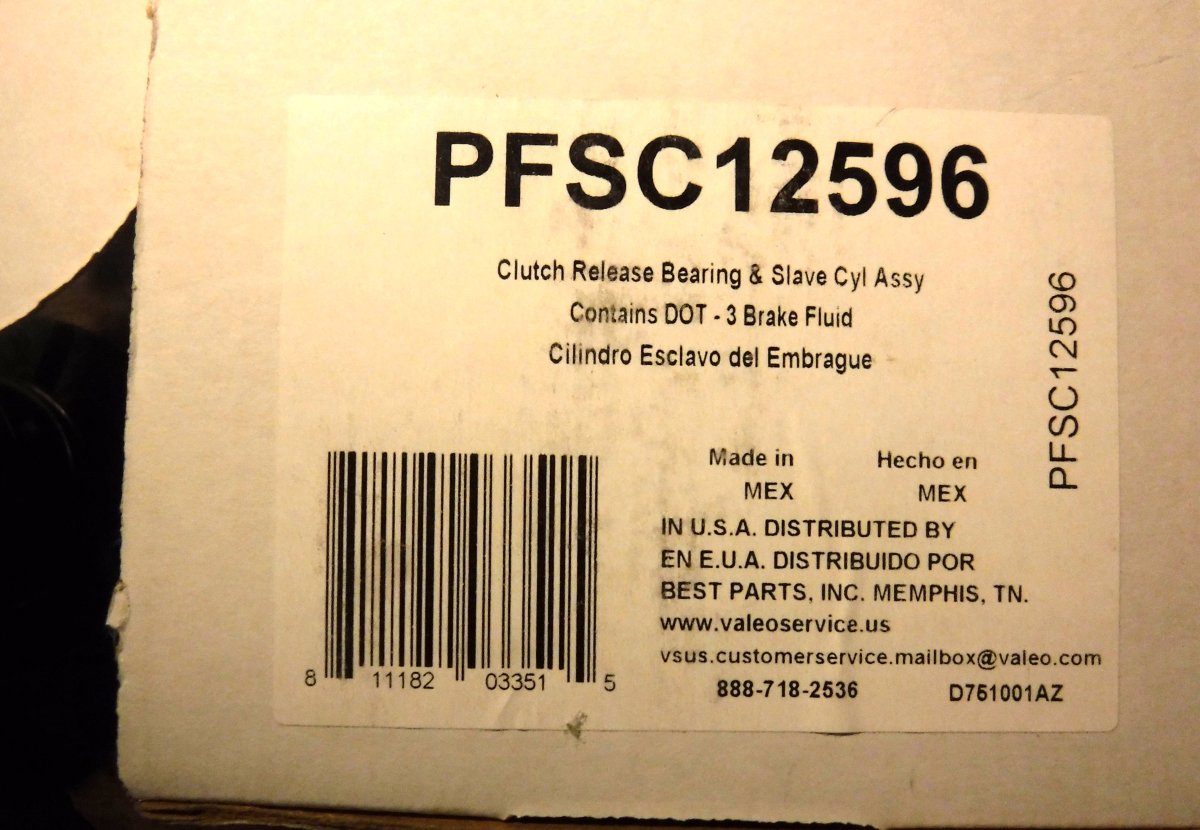 PFSC12596
Clutch Release Bearing & Slave Cyl Assy
Contains DOT - 3 Brake Fluid
Cilindro Esclavo del Embrague
PFSC12596
Made in Hecho en
MEX MEX
IN U.S.A. DISTRIBUTED BY
EN E.U.A. DISTRIBUIDO POR
BEST PARTS, INC. MEMPHIS, TN.
www.valeoservice.us
vsus.customerservice.mailbox@valeo.com
888-718-2536 D751001AZ
8 11182 03351 5